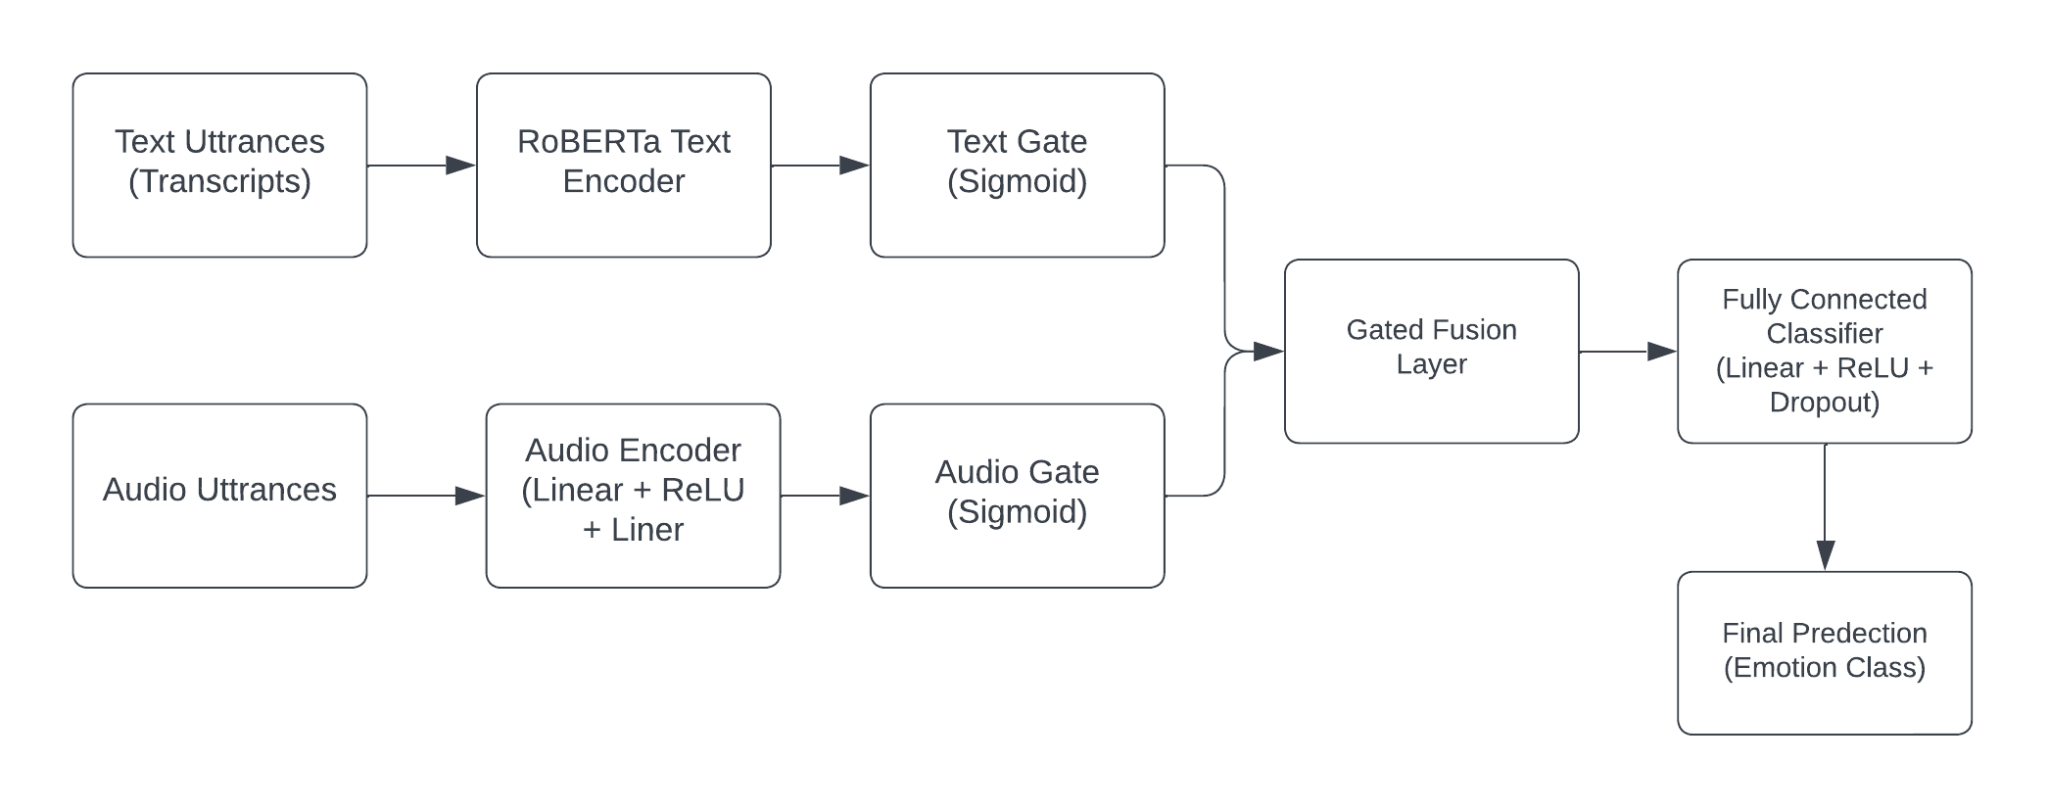 Text Uttrances
(Transcripts)
RoBERTa Text
Encoder
Text Gate
(Sigmoid)
Audio Uttrances
Audio Encoder
(Linear + ReLU
+ Liner
Audio Gate
(Sigmoid)
Gated Fusion
Layer
Fully Connected
Classifier
(Linear + ReLU +
Dropout)
Final Predection
(Emotion Class)